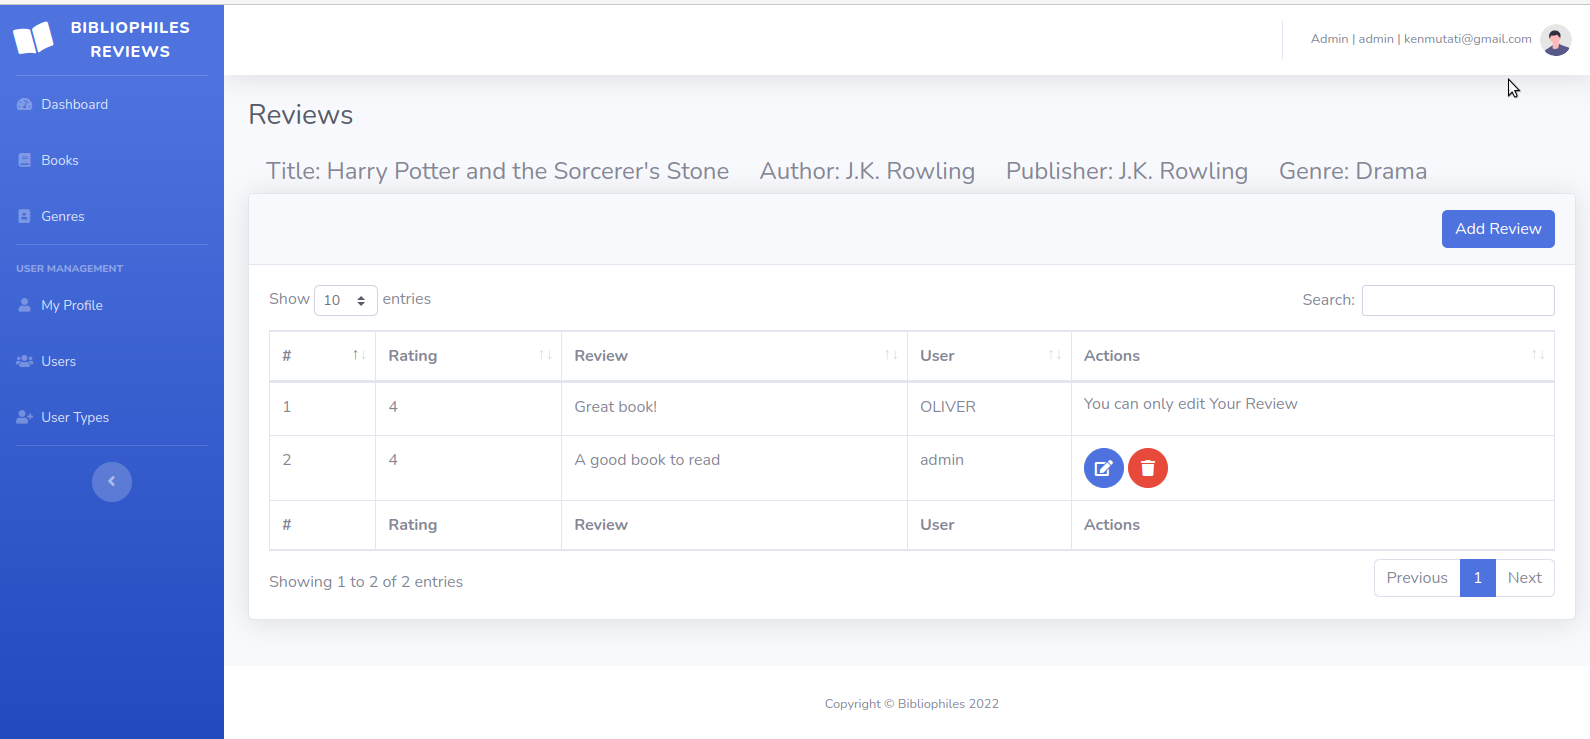 BIBLIOPHILES
REVIEWS
Dashboard
Books
Genres
USER MANAGEMENT
My Profile
Users
User Types
Admin | admin | kenmutati@gmail.com
Reviews
Title: Harry Potter and the Sorcerer's Stone Author: J.K. Rowling Publisher: J.K. Rowling Genre: Drama
Add Review
Show 10 entries Search:
# Rating Review User Actions
1 4 Great book! OLIVER You can only edit Your Review
2 4 A good book to read admin
# Rating Review User Actions
Showing 1 to 2 of 2 entries Previous 1 Next
Copyright © Bibliophiles 2022